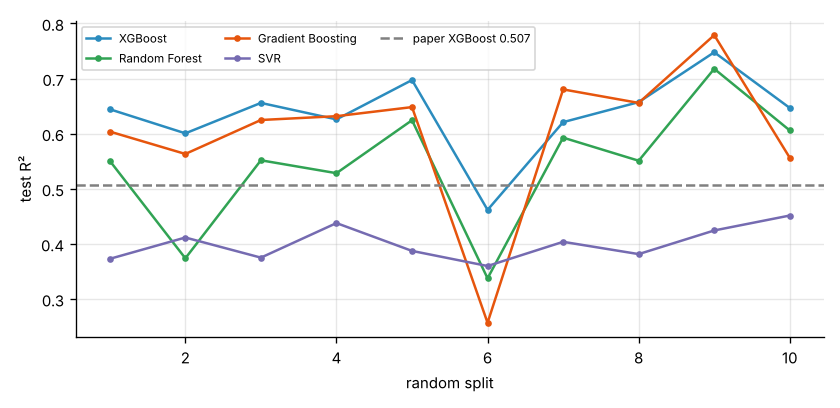 0.8
0.7
0.6
0.5
0.4
0.3
test R²
XGBoost
Random Forest
Gradient Boosting
SVR
paper XGBoost 0.507
2
4
6
8
10
random split